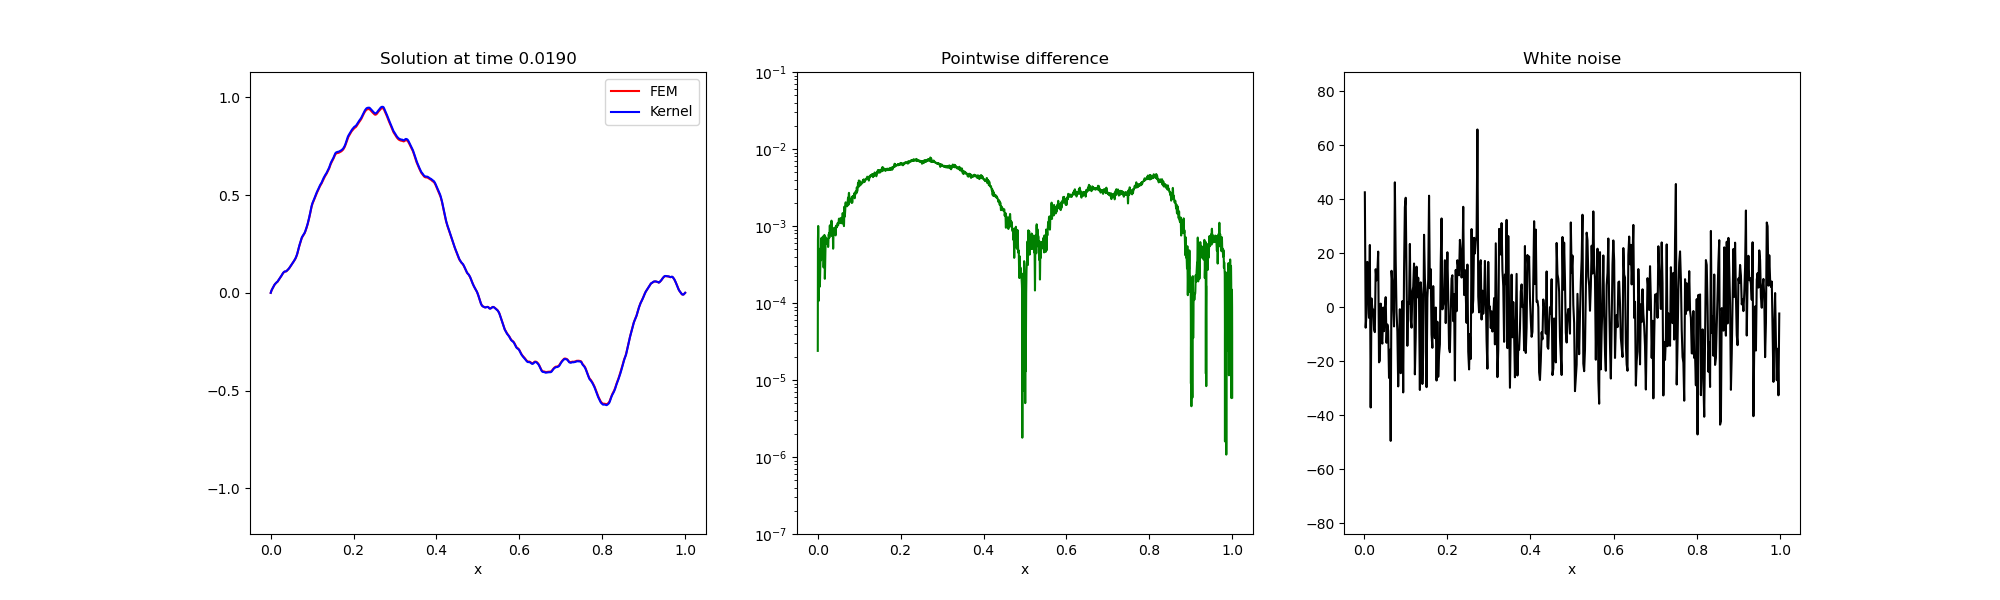 Solution at time 0.0190
1.0
0.5
0.0
−0.5
−1.0
0.0 0.2 0.4 0.6 0.8 1.0
x
FEM
Kernel
Pointwise difference
10⁻¹
10⁻²
10⁻³
10⁻⁴
10⁻⁵
10⁻⁶
10⁻⁷
0.0 0.2 0.4 0.6 0.8 1.0
x
White noise
80
60
40
20
0
−20
−40
−60
−80
0.0 0.2 0.4 0.6 0.8 1.0
x